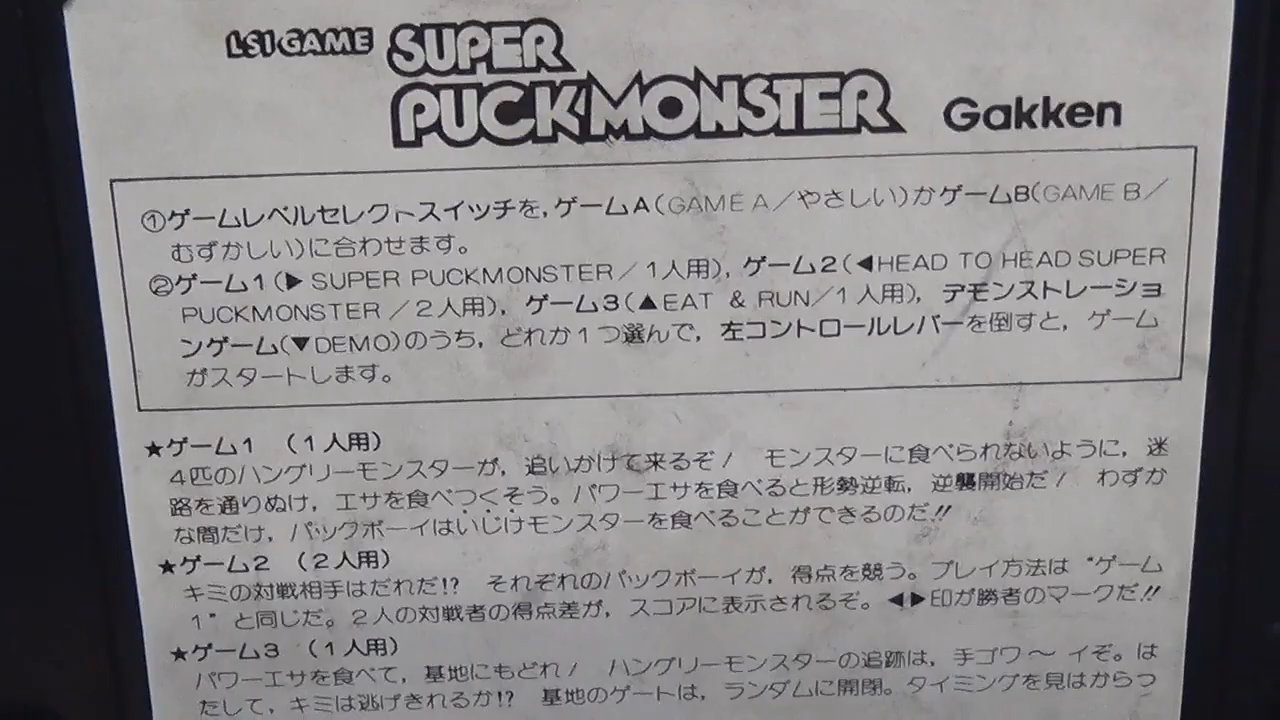 LSI GAME SUPER
PUCKMONSTER Gakken
①ゲームレベルセレクトスイッチを,ゲームA(GAME A/やさしい)かゲームB(GAME B/
むずかしい)に合わせます。
②ゲーム1(▶SUPER PUCKMONSTER/1人用),ゲーム2(◀HEAD TO HEAD SUPER
PUCKMONSTER/2人用),ゲーム3(▲EAT & RUN/1人用),デモンストレーショ
ンゲーム(▼DEMO)のうち,どれか1つ選んで,左コントロールレバーを倒すと,ゲーム
がスタートします。
★ゲーム1 (1人用)
4匹のハングリーモンスターが,追いかけて来るぞ! モンスターに食べられないように,迷
路を通りぬけ,エサを食べつくそう。パワーエサを食べると形勢逆転,逆襲開始だ! わずか
な間だけ,パックボーイはいじけモンスターを食べることができるのだ!!
★ゲーム2 (2人用)
キミの対戦相手はだれだ!? それぞれのパックボーイが,得点を競う。プレイ方法は“ゲーム
1”と同じだ。2人の対戦者の得点差が,スコアに表示されるぞ。◀▶印が勝者のマークだ!!
★ゲーム3 (1人用)
パワーエサを食べて,基地にもどれ! ハングリーモンスターの追跡は,手ゴワ〜イぞ。は
たして,キミは逃げきれるか!? 基地のゲートは,ランダムに開閉。タイミングを見はからっ